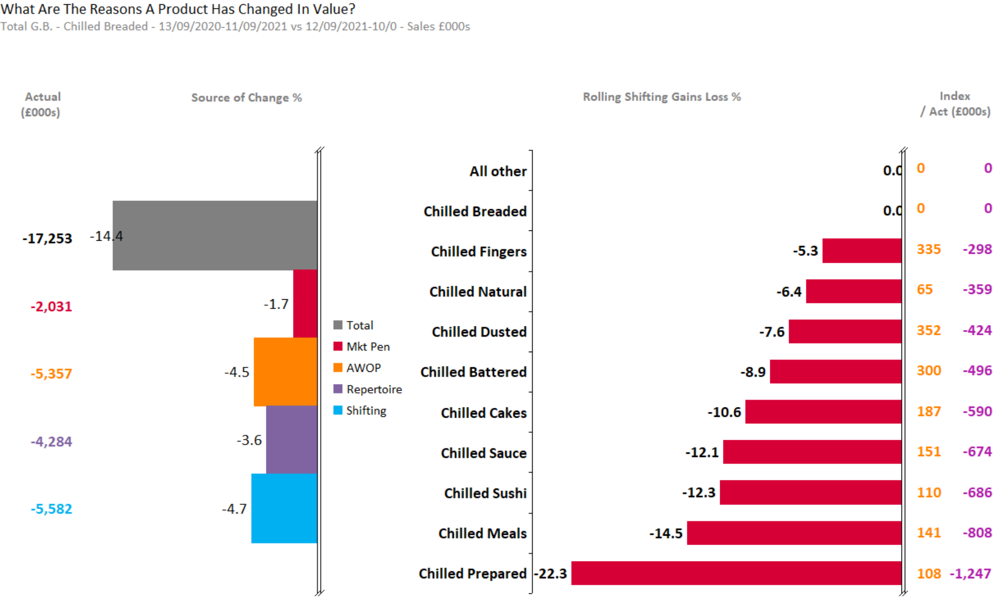 What Are The Reasons A Product Has Changed In Value?
Total G.B. - Chilled Breaded - 13/09/2020-11/09/2021 vs 12/09/2021-10/0 - Sales £000s
Actual
(£000s)
Source of Change %
Rolling Shifting Gains Loss %
Index
/ Act (£000s)
-17,253 -14.4
-2,031 -1.7
-5,357 -4.5
-4,284 -3.6
-5,582 -4.7
Total
Mkt Pen
AWOP
Repertoire
Shifting
All other 0.0 0 0
Chilled Breaded 0.0 0 0
Chilled Fingers -5.3 335 -298
Chilled Natural -6.4 65 -359
Chilled Dusted -7.6 352 -424
Chilled Battered -8.9 300 -496
Chilled Cakes -10.6 187 -590
Chilled Sauce -12.1 151 -674
Chilled Sushi -12.3 110 -686
Chilled Meals -14.5 141 -808
Chilled Prepared -22.3 108 -1,247